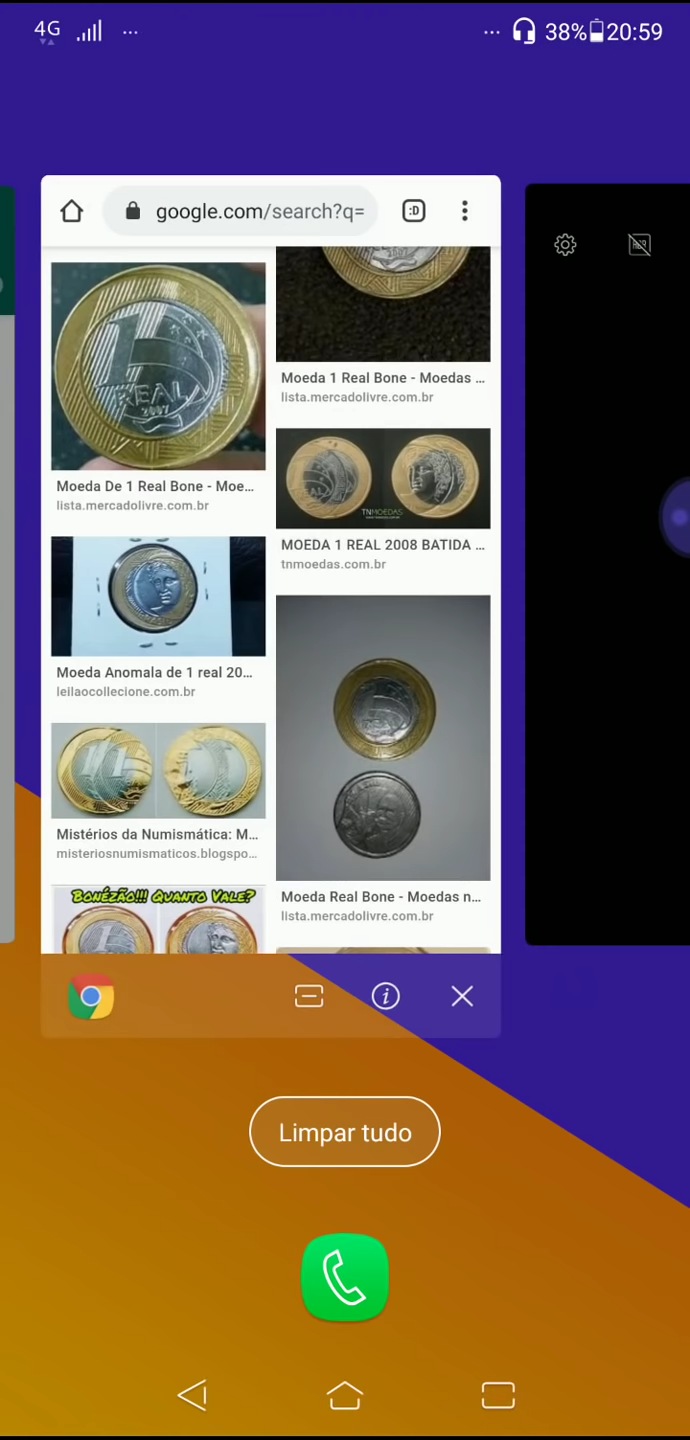 4G ... ... 38% 20:59
google.com/search?q=
:D
Moeda De 1 Real Bone - Moe...
lista.mercadolivre.com.br
Moeda Anomala de 1 real 20...
leilaocollecione.com.br
Mistérios da Numismática: M...
misteriosnumismaticos.blogspo...
BONÉZÃO!!! QUANTO VALE?
Moeda 1 Real Bone - Moedas ...
lista.mercadolivre.com.br
TNMOEDAS
MOEDA 1 REAL 2008 BATIDA ...
tnmoedas.com.br
Moeda Real Bone - Moedas n...
lista.mercadolivre.com.br
1
REAL
2007
Limpar tudo